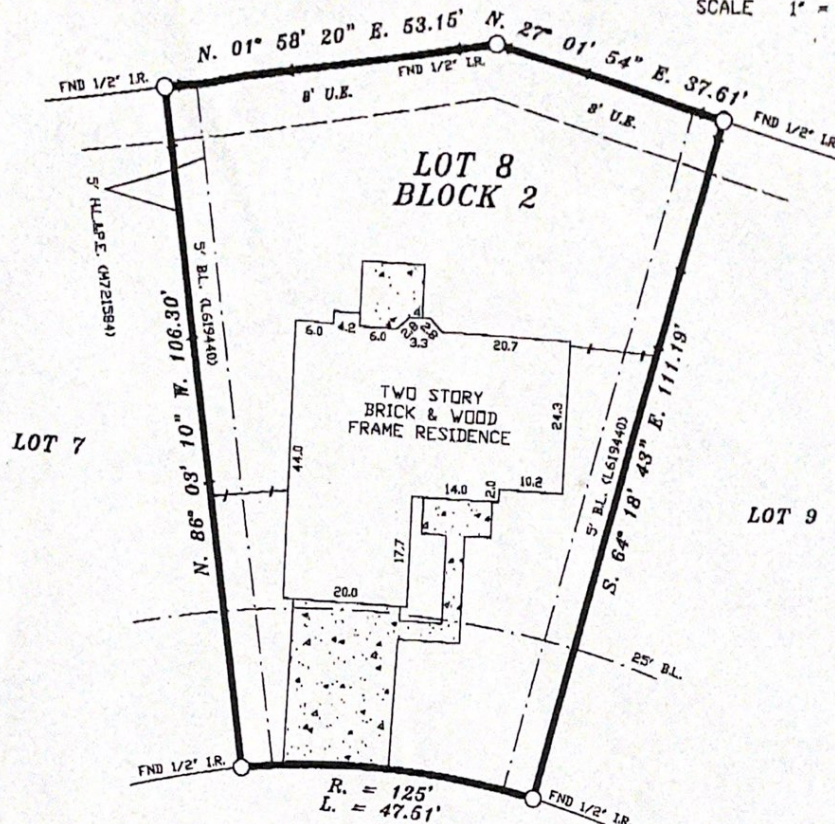 SCALE 1" =
N. 01° 58' 20" E. 53.15'
N. 27° 01' 54" E. 37.61'
FND 1/2" I.R.
FND 1/2" I.R.
FND 1/2" I.R.
8' U.E.
8' U.E.
LOT 8
BLOCK 2
5' H.L.&P.E. (M721584)
5' B.L. (L619440)
N. 86° 03' 10" W. 106.30'
6.0
4.2
6.0
2.8
3.3
2.8
20.7
TWO STORY
BRICK & WOOD
FRAME RESIDENCE
24.3
44.0
LOT 7
14.0
2.0
10.2
5' B.L. (L619440)
S. 64° 18' 43" E. 111.19'
LOT 9
17.7
20.0
25' B.L.
FND 1/2" I.R.
R. = 125'
L. = 47.61'
FND 1/2" I.R.